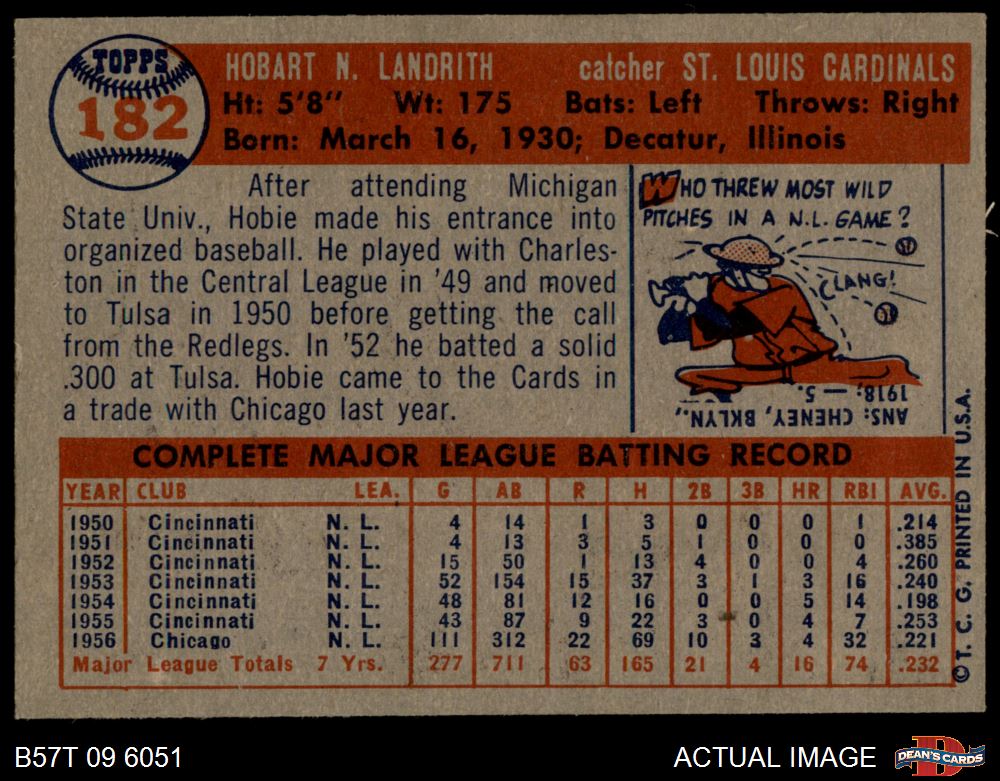 TOPPS
182
HOBART N. LANDRITH catcher ST. LOUIS CARDINALS
Ht: 5'8" Wt: 175 Bats: Left Throws: Right
Born: March 16, 1930; Decatur, Illinois
After attending Michigan
State Univ., Hobie made his entrance into
organized baseball. He played with Charles-
ton in the Central League in '49 and moved
to Tulsa in 1950 before getting the call
from the Redlegs. In '52 he batted a solid
.300 at Tulsa. Hobie came to the Cards in
a trade with Chicago last year.
WHO THREW MOST WILD
PITCHES IN A N.L. GAME?
CLANG!
ANS: CHENEY, BKLYN.,
1918; — 5.
COMPLETE MAJOR LEAGUE BATTING RECORD
YEAR CLUB LEA. G AB R H 2B 3B HR RBI AVG.
1950 Cincinnati N. L. 4 14 1 3 0 0 0 1 .214
1951 Cincinnati N. L. 4 13 3 5 1 0 0 0 .385
1952 Cincinnati N. L. 15 50 1 13 4 0 0 4 .260
1953 Cincinnati N. L. 52 154 15 37 3 1 3 16 .240
1954 Cincinnati N. L. 48 81 12 16 0 0 5 14 .198
1955 Cincinnati N. L. 43 87 9 22 3 0 4 7 .253
1956 Chicago N. L. 111 312 22 69 10 3 4 32 .221
Major League Totals 7 Yrs. 277 711 63 165 21 4 16 74 .232
© T. C. G. PRINTED IN U.S.A.
B57T 09 6051
ACTUAL IMAGE
DEAN'S CARDS